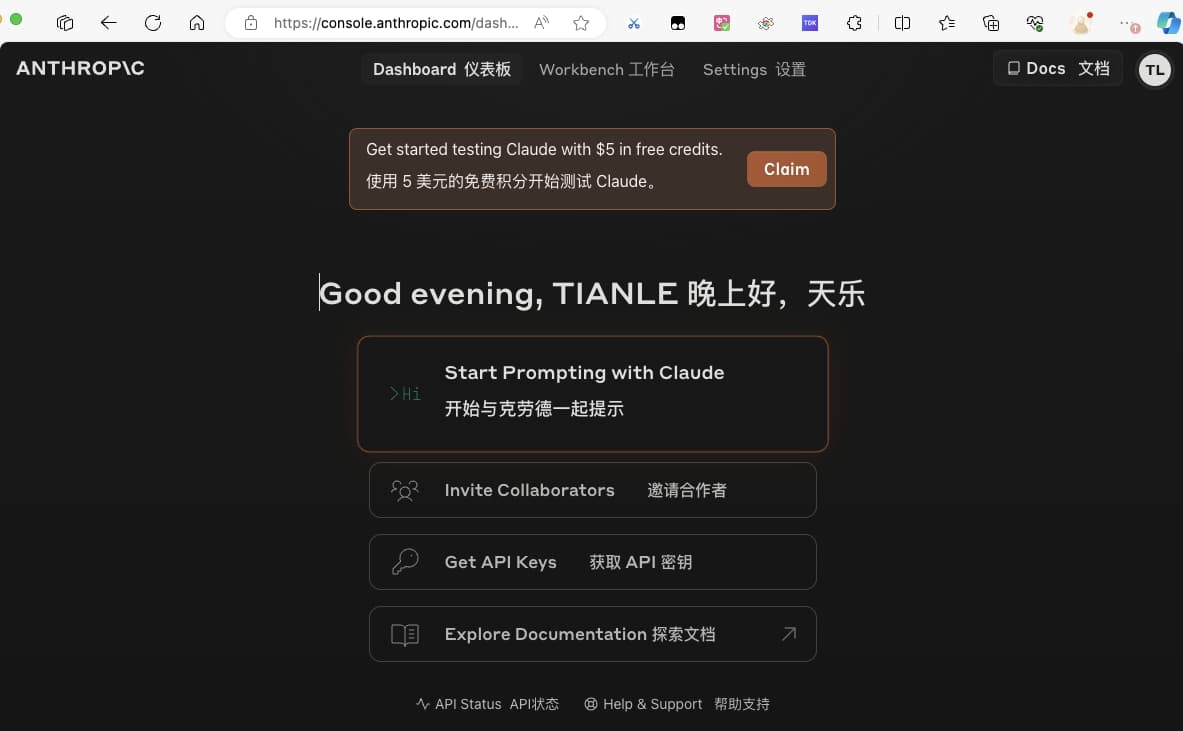 https://console.anthropic.com/dash...
TDK
ANTHROP\C
Dashboard 仪表板
Workbench 工作台
Settings 设置
Docs 文档
TL
Get started testing Claude with $5 in free credits.
使用 5 美元的免费积分开始测试 Claude。
Claim
Good evening, TIANLE 晚上好，天乐
>Hi
Start Prompting with Claude
开始与克劳德一起提示
Invite Collaborators 邀请合作者
Get API Keys 获取 API 密钥
Explore Documentation 探索文档
API Status API状态
Help & Support 帮助支持